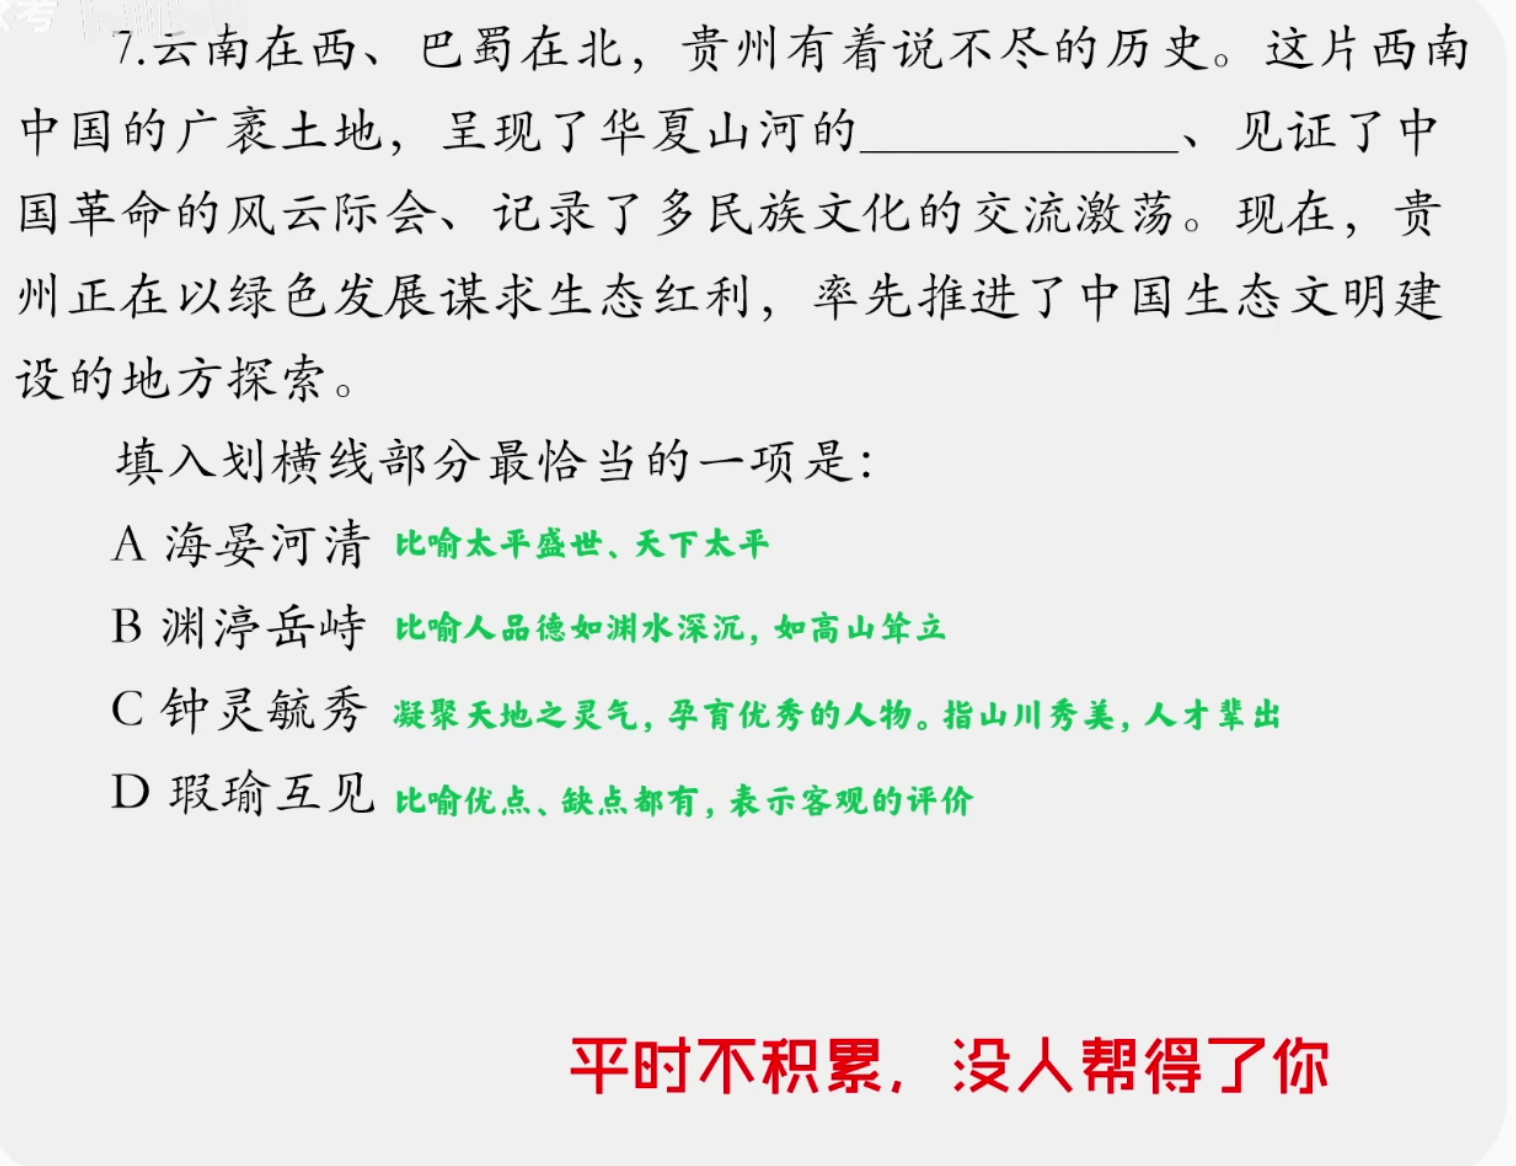 7.云南在西、巴蜀在北，贵州有着说不尽的历史。这片西南
中国的广袤土地，呈现了华夏山河的____________、见证了中
国革命的风云际会、记录了多民族文化的交流激荡。现在，贵
州正在以绿色发展谋求生态红利，率先推进了中国生态文明建
设的地方探索。
填入划横线部分最恰当的一项是：
A 海晏河清 比喻太平盛世、天下太平
B 渊渟岳峙 比喻人品德如渊水深沉，如高山耸立
C 钟灵毓秀 凝聚天地之灵气，孕育优秀的人物。指山川秀美，人才辈出
D 瑕瑜互见 比喻优点、缺点都有，表示客观的评价
平时不积累，没人帮得了你